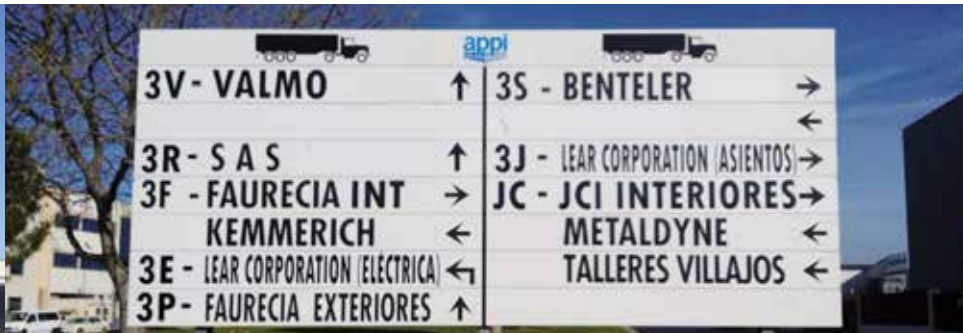 appi
3V - VALMO ↑
3R - S A S ↑
3F - FAURECIA INT →
KEMMERICH ←
3E - LEAR CORPORATION (ELÉCTRICA) ↰
3P - FAURECIA EXTERIORES ↑
3S - BENTELER →
←
3J - LEAR CORPORATION (ASIENTOS) →
JC - JCI INTERIORES →
METALDYNE ←
TALLERES VILLAJOS ←